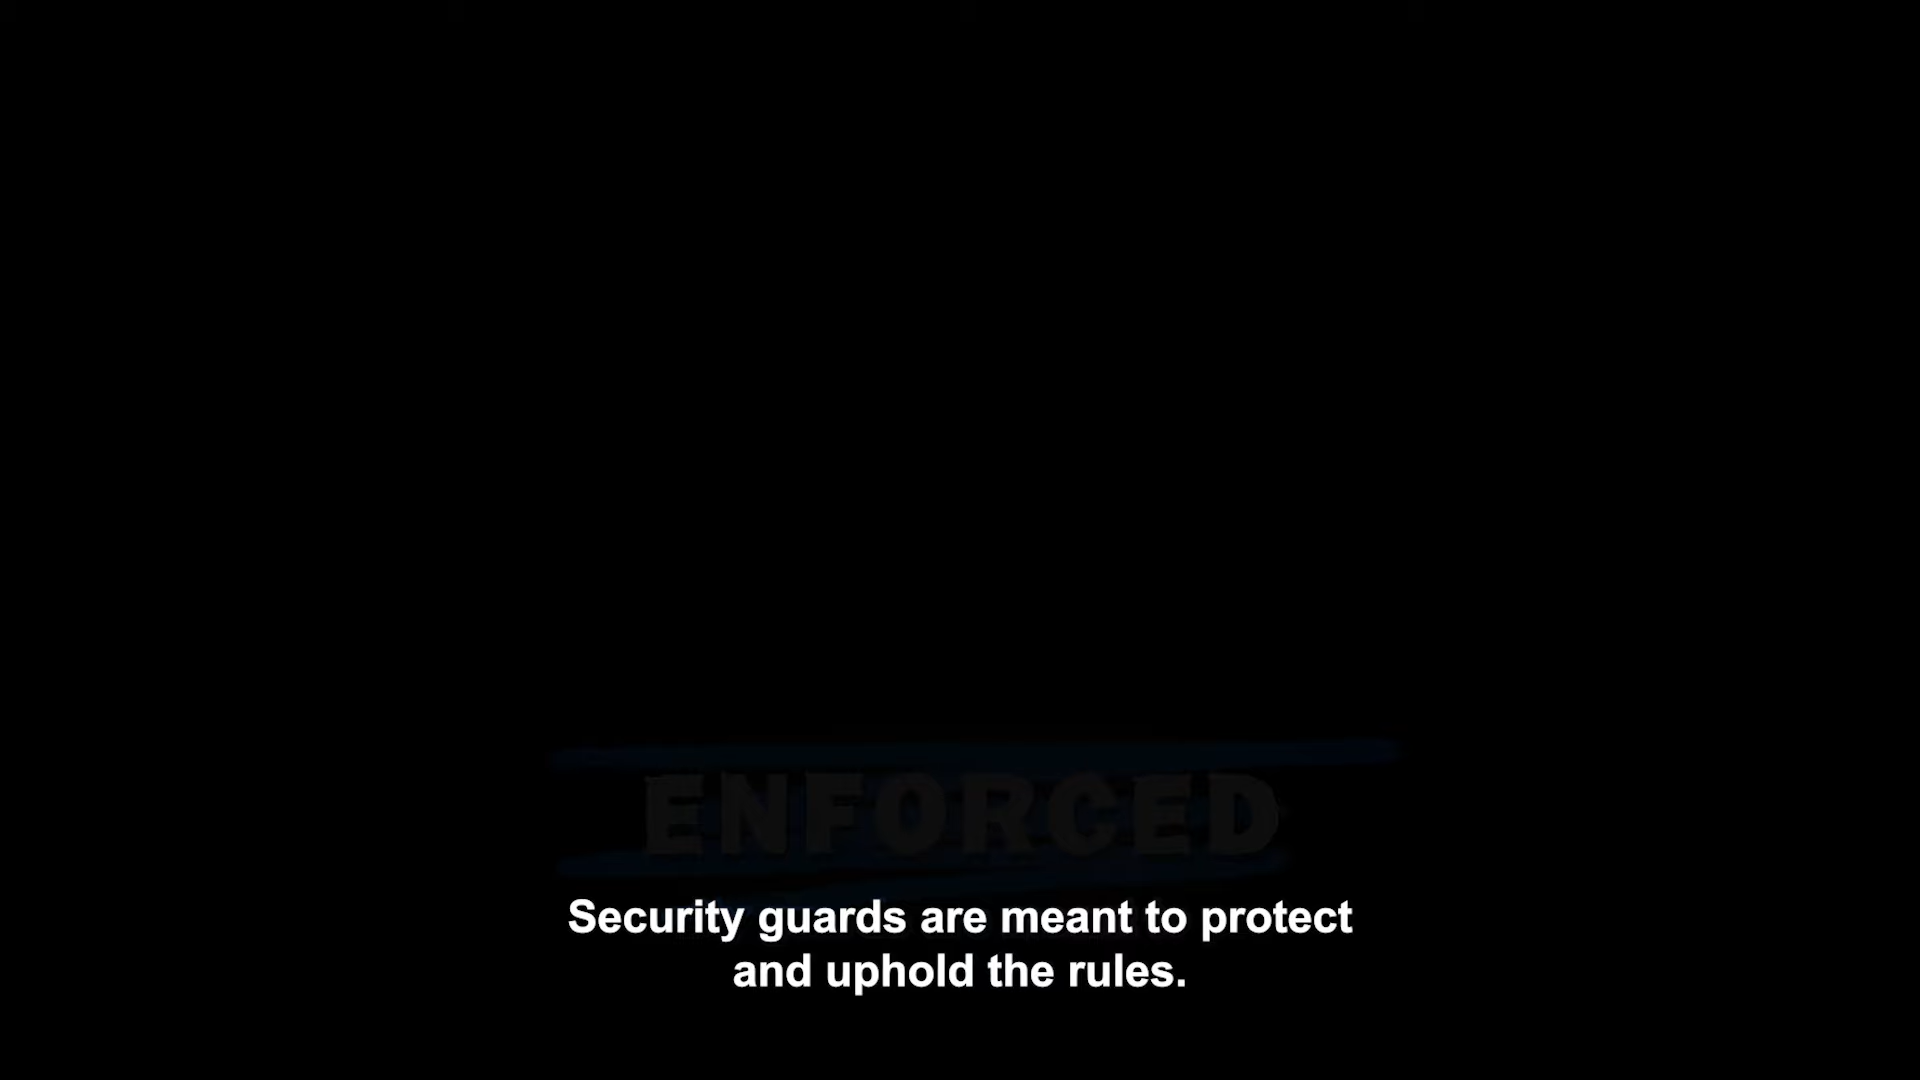 ENFORCED
Security guards are meant to protect
and uphold the rules.